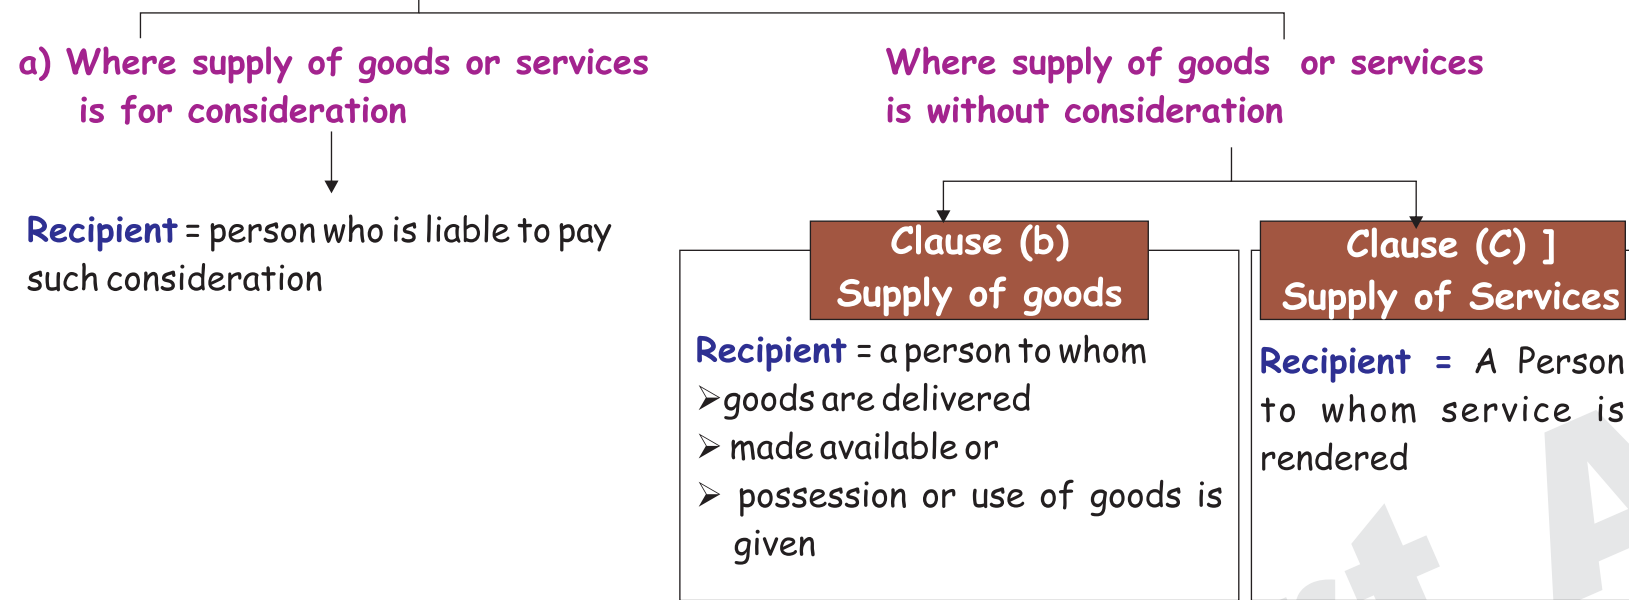 a) Where supply of goods or services
is for consideration
Recipient = person who is liable to pay
such consideration
Where supply of goods or services
is without consideration
Clause (b)
Supply of goods
Recipient = a person to whom
➢goods are delivered
➢ made available or
➢ possession or use of goods is
given
Clause (C) ]
Supply of Services
Recipient = A Person
to whom service is
rendered